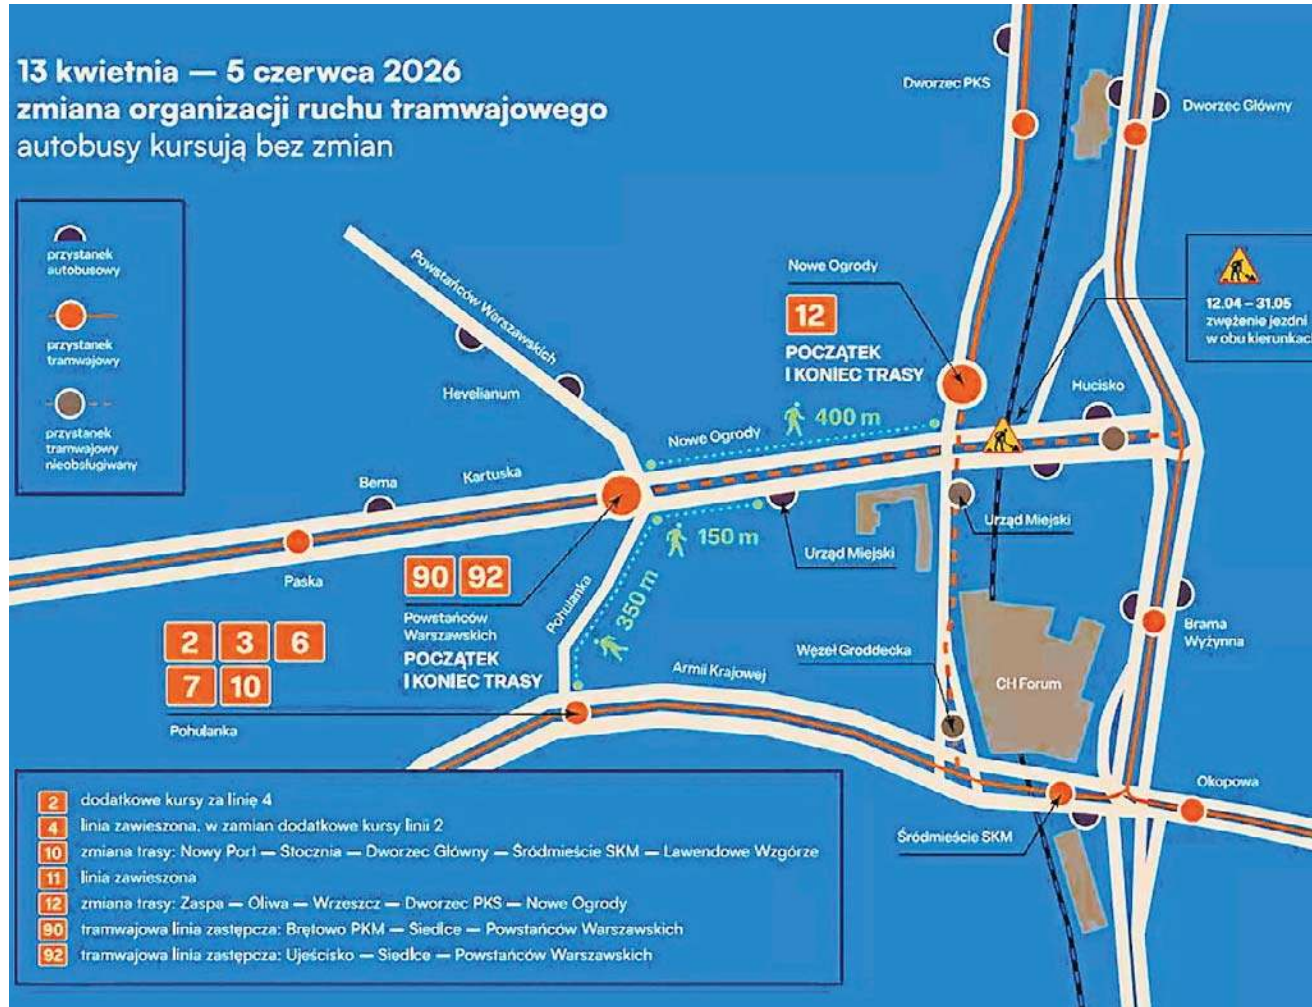 13 kwietnia — 5 czerwca 2026
zmiana organizacji ruchu tramwajowego
autobusy kursują bez zmian
przystanek
autobusowy
przystanek
tramwajowy
przystanek
tramwajowy
nieobsługiwany
Dworzec PKS
Dworzec Główny
Powstańców Warszawskich
Hevelianum
Nowe Ogrody
12
POCZĄTEK
I KONIEC TRASY
12.04 – 31.05
zwężenie jezdni
w obu kierunkac
Hucisko
400 m
Nowe Ogrody
Kartuska
Bema
Paska
Urząd Miejski
150 m
Urząd Miejski
90 92
Powstańców
Warszawskich
POCZĄTEK
I KONIEC TRASY
Pohulanka
350 m
2 3 6
7 10
Pohulanka
Armii Krajowej
Węzeł Groddecka
CH Forum
Brama
Wyżynna
Okopowa
Śródmieście SKM
2 dodatkowe kursy za linię 4
4 linia zawieszona, w zamian dodatkowe kursy linii 2
10 zmiana trasy: Nowy Port — Stocznia — Dworzec Główny — Śródmieście SKM — Lawendowe Wzgórze
11 linia zawieszona
12 zmiana trasy: Zaspa — Oliwa — Wrzeszcz — Dworzec PKS — Nowe Ogrody
90 tramwajowa linia zastępcza: Brętowo PKM — Siedlce — Powstańców Warszawskich
92 tramwajowa linia zastępcza: Ujeścisko — Siedlce — Powstańców Warszawskich